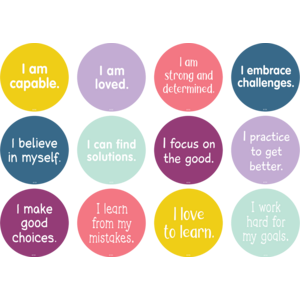 I am
capable.
I am
loved.
I am
strong and
determined.
I embrace
challenges.
I believe
in myself.
I can find
solutions.
I focus on
the good.
I practice
to get
better.
I make
good
choices.
I learn
from my
mistakes.
I love
to learn.
I work
hard for
my goals.